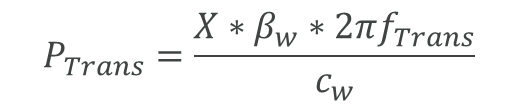 P_Trans = (X * β_w * 2πf_Trans) / c_w